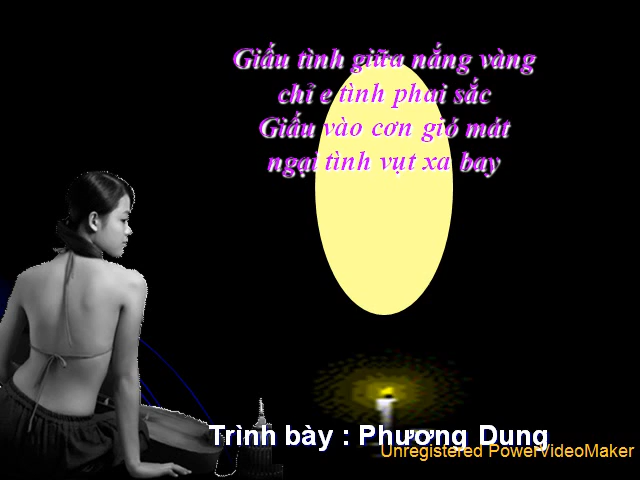 Giấu tình giữa nắng vàng
chỉ e tình phai sắc
Giấu vào cơn gió mát
ngại tình vụt xa bay
Trình bày : Phương Dung
Unregistered PowerVideoMaker